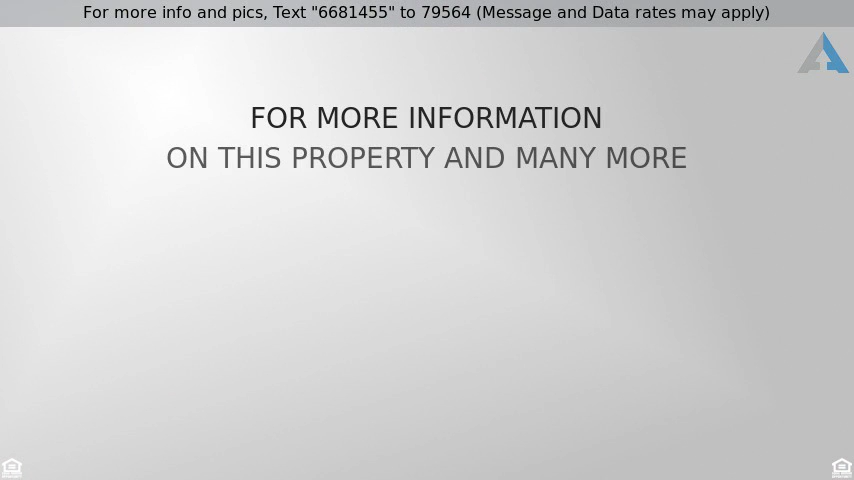 For more info and pics, Text "6681455" to 79564 (Message and Data rates may apply)
FOR MORE INFORMATION
ON THIS PROPERTY AND MANY MORE